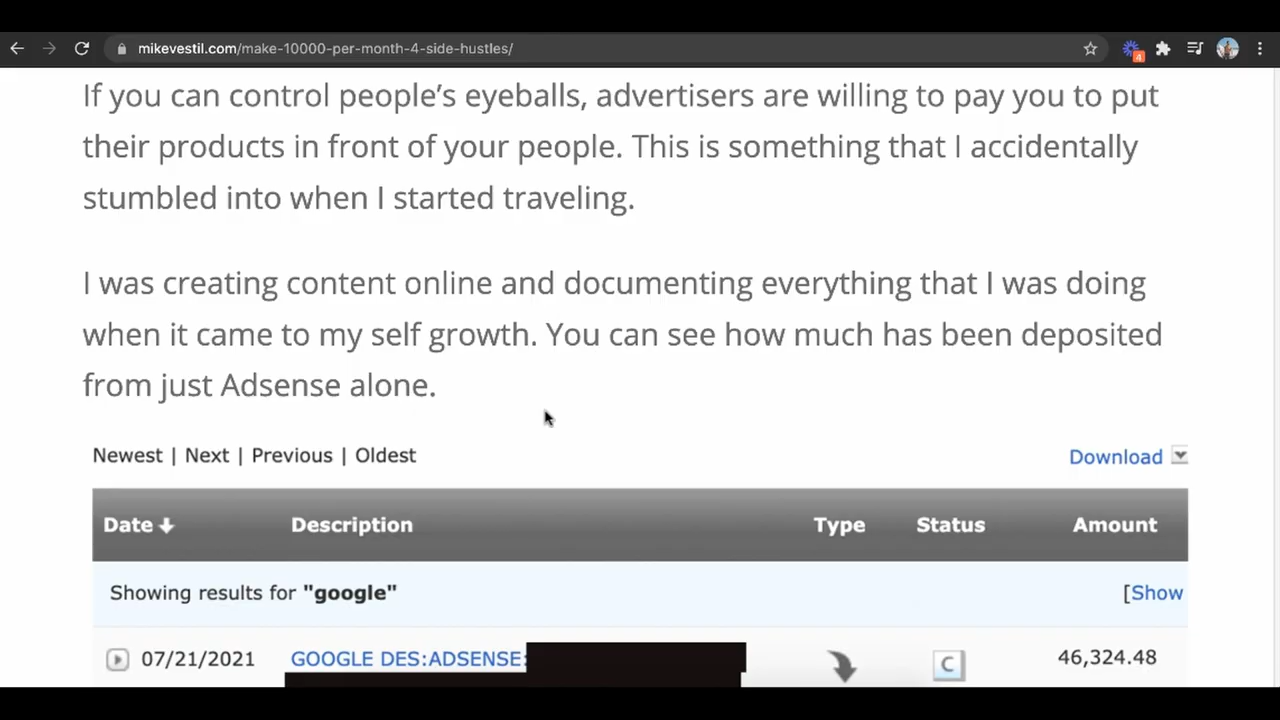 mikevestil.com/make-10000-per-month-4-side-hustles/
4
If you can control people's eyeballs, advertisers are willing to pay you to put
their products in front of your people. This is something that I accidentally
stumbled into when I started traveling.
I was creating content online and documenting everything that I was doing
when it came to my self growth. You can see how much has been deposited
from just Adsense alone.
Newest | Next | Previous | Oldest
Download
Date Description Type Status Amount
Showing results for "google" [Show
07/21/2021 GOOGLE DES:ADSENSE: C 46,324.48